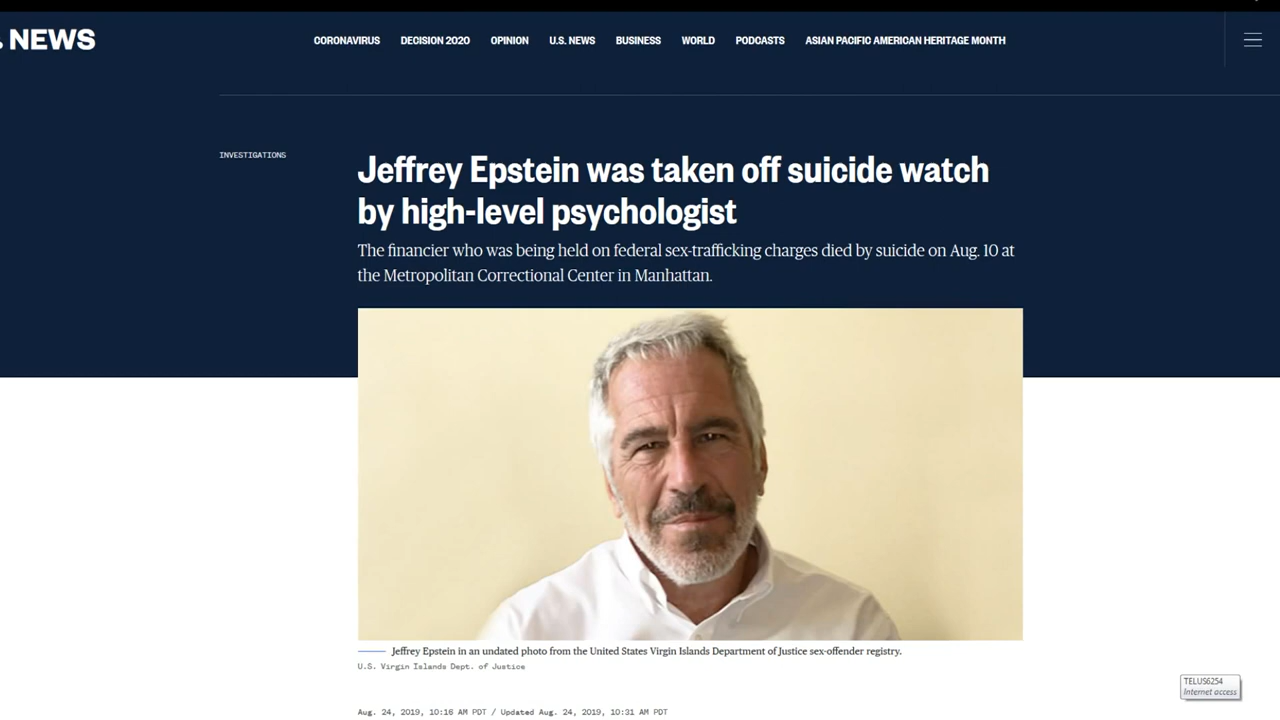 NEWS
CORONAVIRUS DECISION 2020 OPINION U.S. NEWS BUSINESS WORLD PODCASTS ASIAN PACIFIC AMERICAN HERITAGE MONTH
INVESTIGATIONS
Jeffrey Epstein was taken off suicide watch
by high-level psychologist
The financier who was being held on federal sex-trafficking charges died by suicide on Aug. 10 at
the Metropolitan Correctional Center in Manhattan.
Jeffrey Epstein in an undated photo from the United States Virgin Islands Department of Justice sex-offender registry.
U.S. Virgin Islands Dept. of Justice
TELUS6254
Internet access
Aug. 24, 2019, 10:16 AM PDT / Updated Aug. 24, 2019, 10:31 AM PDT